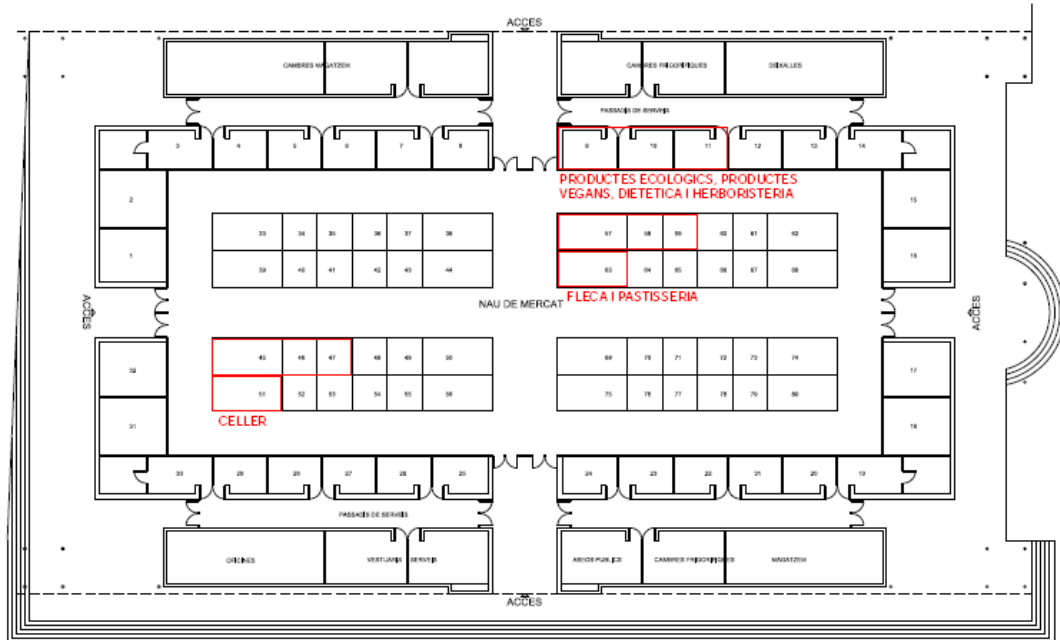 ACCES
CAMBRES MAGATZEM
CAMBRES FRIGORIFIQUES
DEIXALLES
PASSADIS DE SERVEIS
3 4 5 6 7 8
9 10 11 12 13 14
PRODUCTES ECOLOGICS, PRODUCTES
VEGANS, DIETETICA I HERBORISTERIA
2
15
33 34 35 36 37 38
57 58 59 60 61 62
1
16
39 40 41 42 43 44
63 64 65 66 67 68
FLECA I PASTISSERIA
NAU DE MERCAT
ACCES
ACCES
45 46 47 48 49 50
69 70 71 72 73 74
32
17
51 52 53 54 55 56
75 76 77 78 79 80
CELLER
31
18
30 29 28 27 26 25
24 23 22 21 20 19
PASSADIS DE SERVEIS
OFICINES
VESTUARIS
SERVEIS
ASEOS PUBLICS
CAMBRES FRIGORIFIQUES
MAGATZEM
ACCES